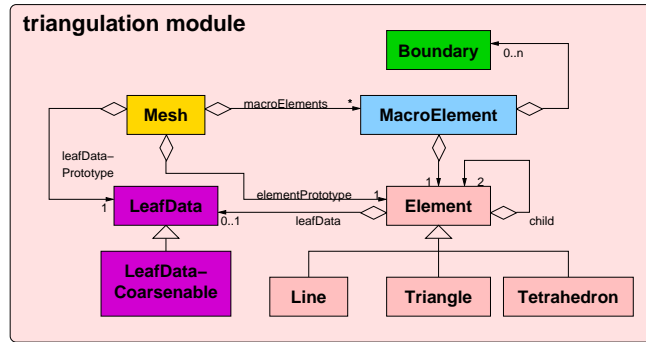 triangulation module
Boundary
0..n
Mesh
macroElements
*
MacroElement
leafData–
Prototype
elementPrototype
1
1
2
1
LeafData
0..1
leafData
Element
child
LeafData–
Coarsenable
Line
Triangle
Tetrahedron